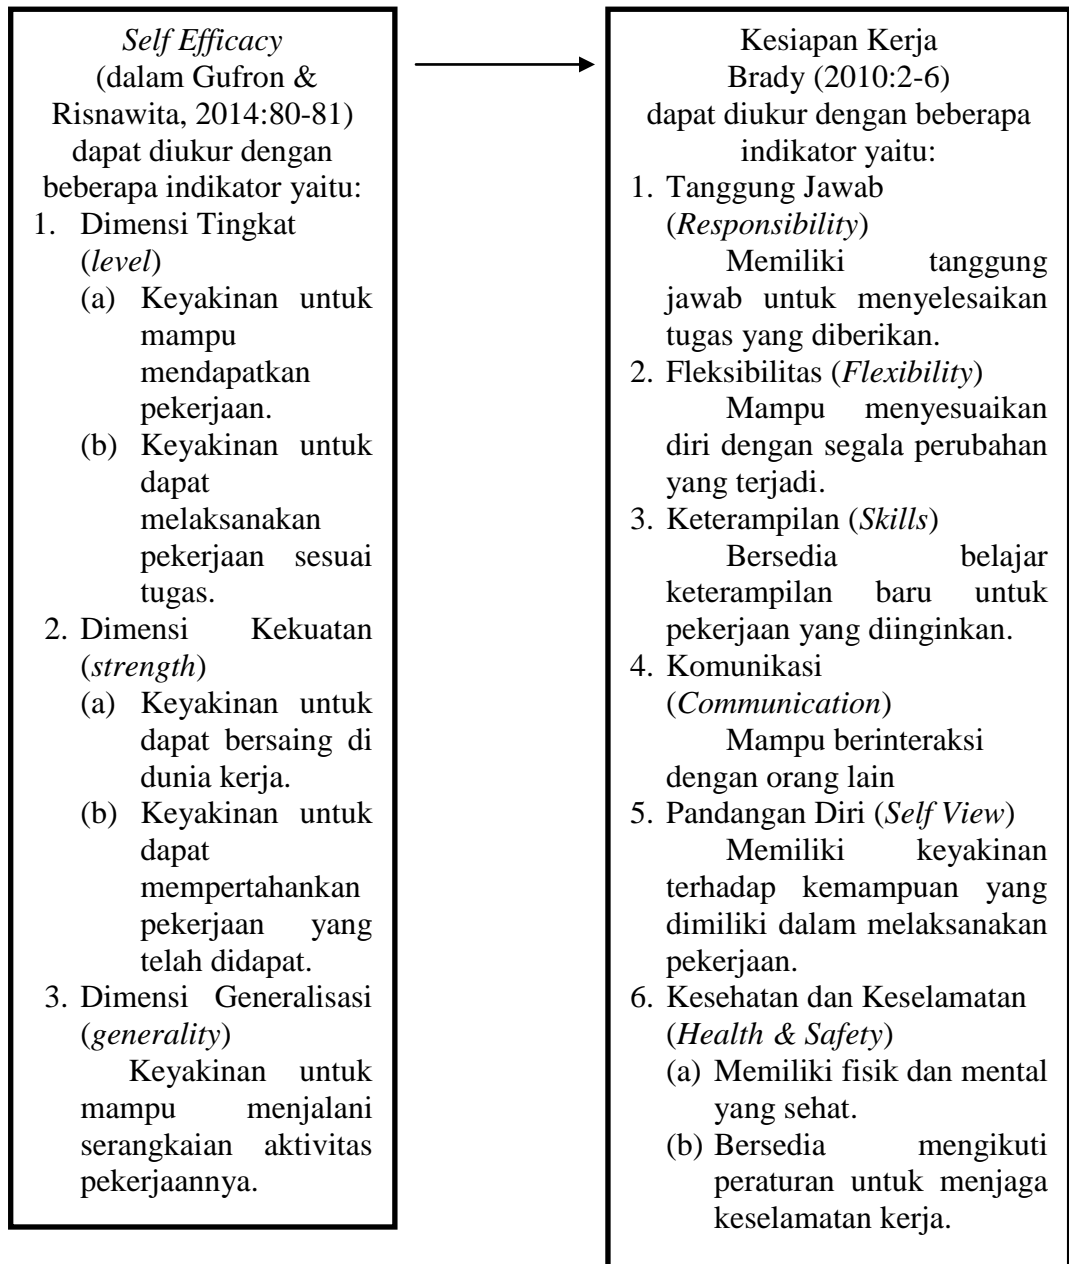 Self Efficacy
(dalam Gufron &
Risnawita, 2014:80-81)
dapat diukur dengan
beberapa indikator yaitu:
1. Dimensi Tingkat
(level)
(a) Keyakinan untuk
mampu
mendapatkan
pekerjaan.
(b) Keyakinan untuk
dapat
melaksanakan
pekerjaan sesuai
tugas.
2. Dimensi Kekuatan
(strength)
(a) Keyakinan untuk
dapat bersaing di
dunia kerja.
(b) Keyakinan untuk
dapat
mempertahankan
pekerjaan yang
telah didapat.
3. Dimensi Generalisasi
(generality)
Keyakinan untuk
mampu menjalani
serangkaian aktivitas
pekerjaannya.
Kesiapan Kerja
Brady (2010:2-6)
dapat diukur dengan beberapa
indikator yaitu:
1. Tanggung Jawab
(Responsibility)
Memiliki tanggung
jawab untuk menyelesaikan
tugas yang diberikan.
2. Fleksibilitas (Flexibility)
Mampu menyesuaikan
diri dengan segala perubahan
yang terjadi.
3. Keterampilan (Skills)
Bersedia belajar
keterampilan baru untuk
pekerjaan yang diinginkan.
4. Komunikasi
(Communication)
Mampu berinteraksi
dengan orang lain
5. Pandangan Diri (Self View)
Memiliki keyakinan
terhadap kemampuan yang
dimiliki dalam melaksanakan
pekerjaan.
6. Kesehatan dan Keselamatan
(Health & Safety)
(a) Memiliki fisik dan mental
yang sehat.
(b) Bersedia mengikuti
peraturan untuk menjaga
keselamatan kerja.